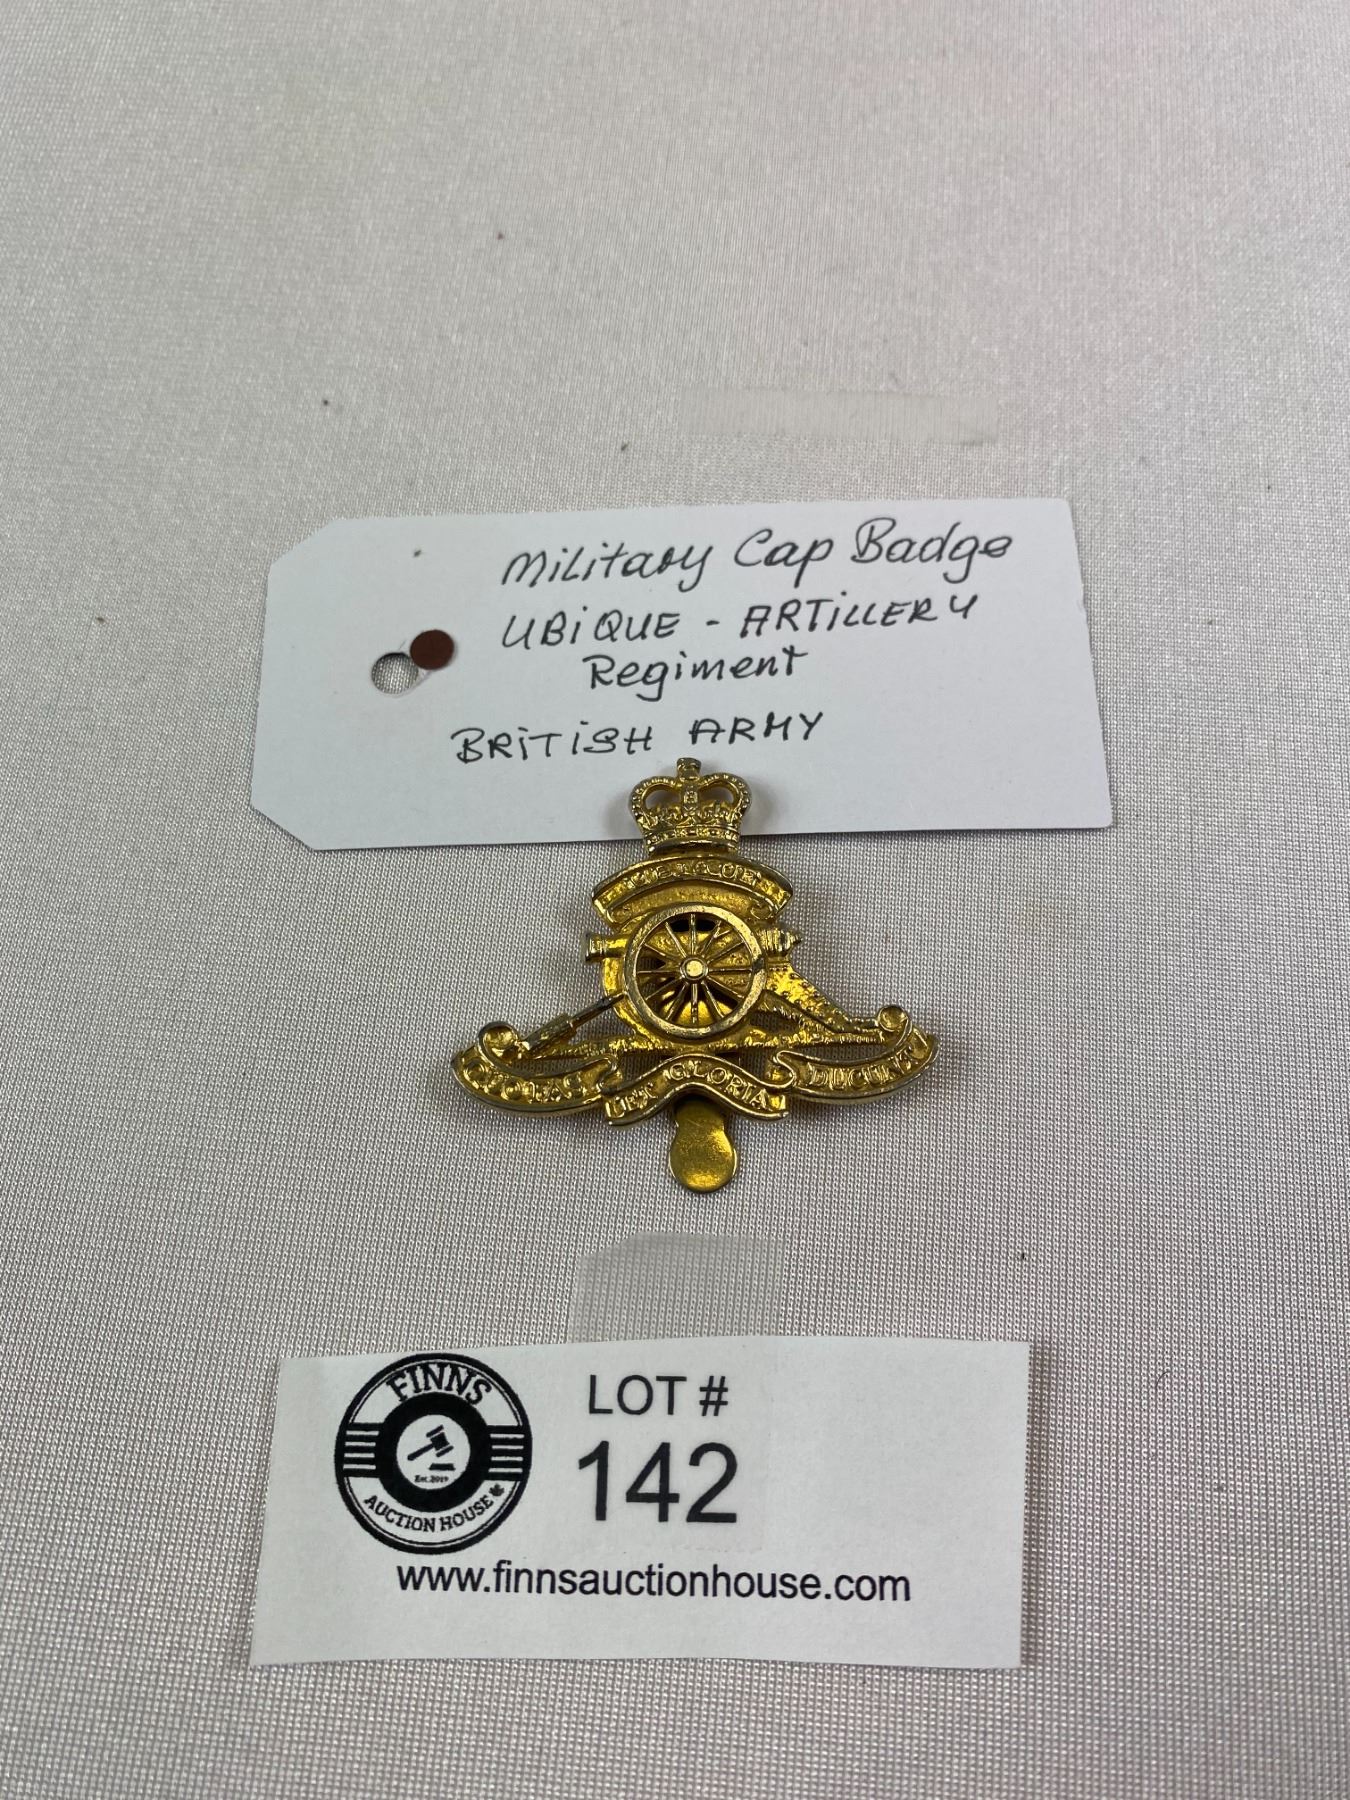 Military Cap Badge
UBIQUE - ARTILLERY
Regiment
BRITISH ARMY
QUO FAS
ET GLORIA
DUCUNT
FINNS
Est. 2019
AUCTION HOUSE
LOT #
142
www.finnsauctionhouse.com